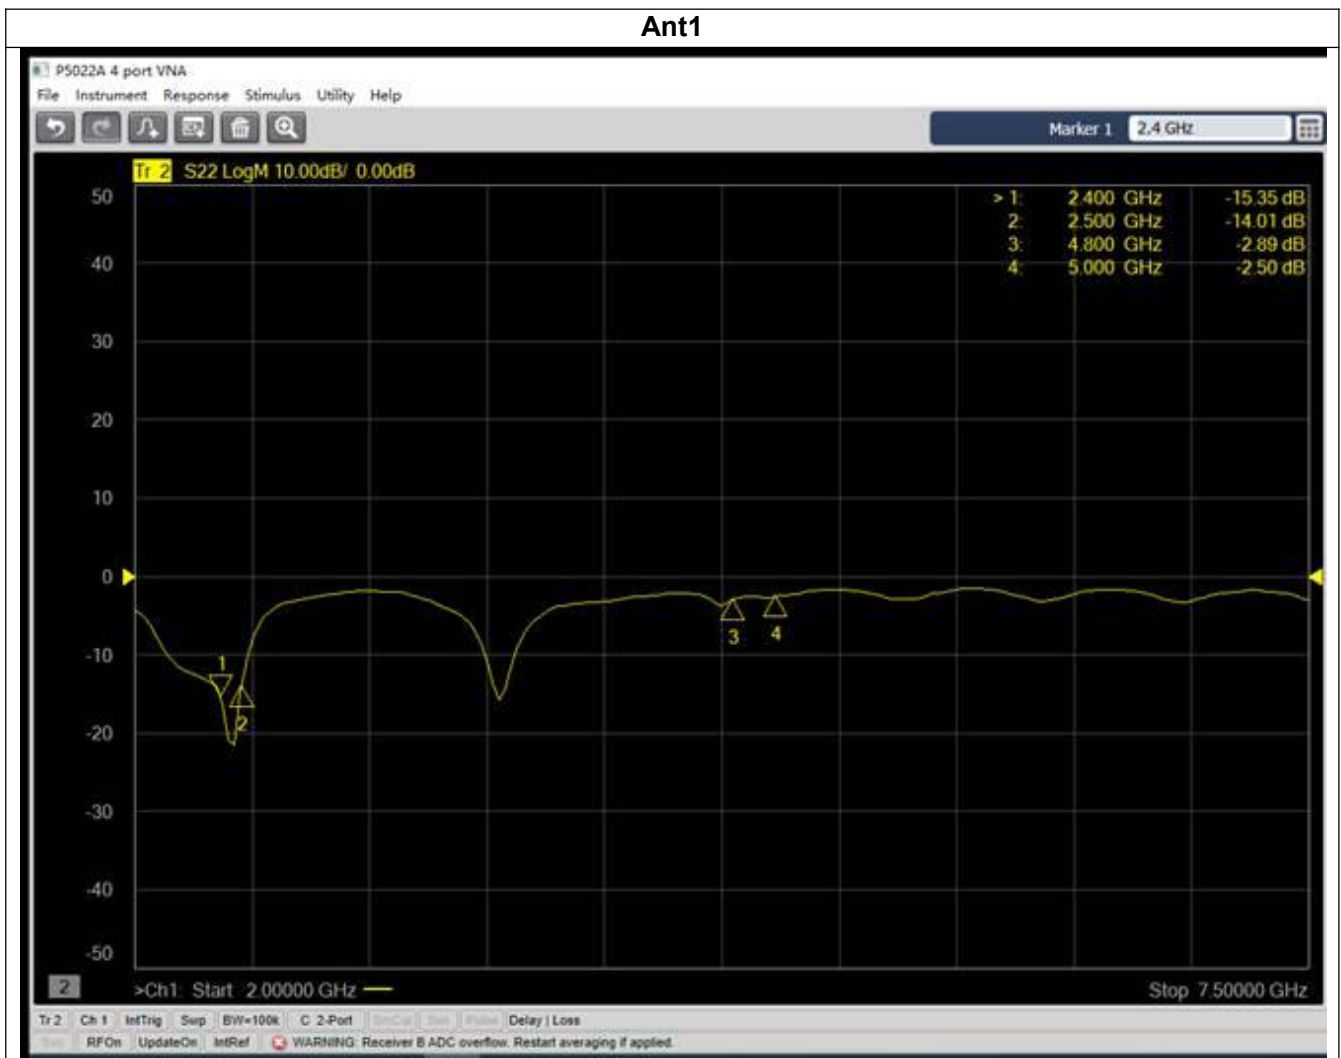 Ant1
P5022A 4 port VNA
File Instrument Response Stimulus Utility Help
Marker 1 2.4 GHz
Tr 2 S22 LogM 10.00dB/ 0.00dB
> 1: 2.400 GHz -15.35 dB
2: 2.500 GHz -14.01 dB
3: 4.800 GHz -2.89 dB
4: 5.000 GHz -2.50 dB
50
40
30
20
10
0
-10
-20
-30
-40
-50
1
2
3
4
2 >Ch1: Start 2.00000 GHz Stop 7.50000 GHz
Tr 2 Ch 1 IntTrig Swp BW=100k C 2-Port Delay | Loss
RFOn UpdateOn IntRef WARNING: Receiver B ADC overflow. Restart averaging if applied.